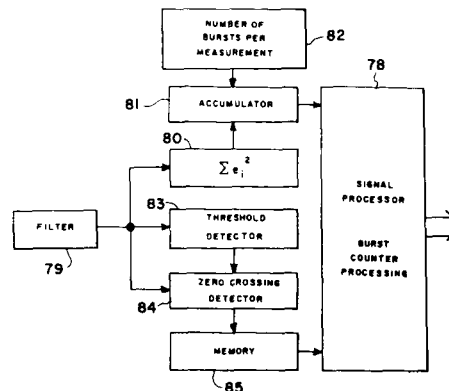 NUMBER OF
BURSTS PER
MEASUREMENT
82
81
ACCUMULATOR
78
80
Σ e i 2
83
THRESHOLD
DETECTOR
SIGNAL
PROCESSOR
BURST
COUNTER
PROCESSING
FILTER
79
ZERO CROSSING
DETECTOR
84
MEMORY
85